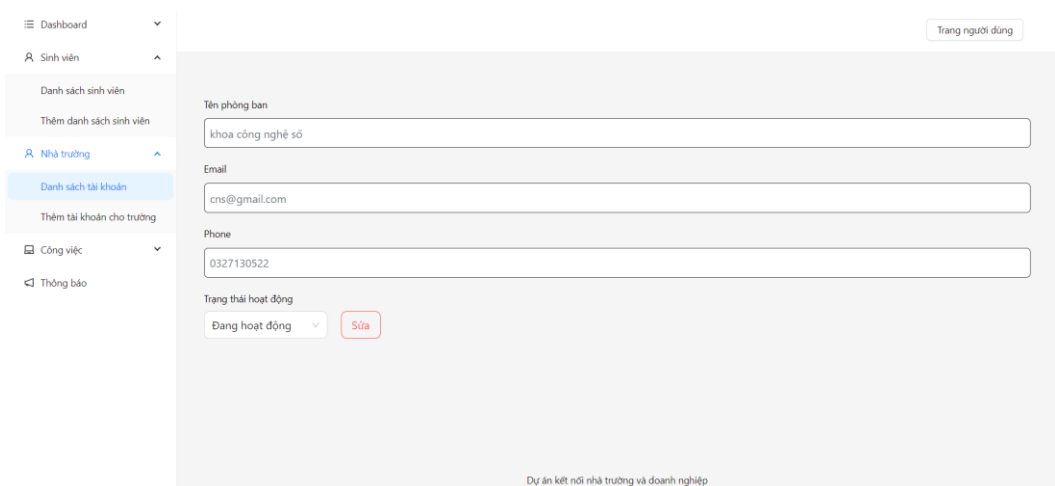 Dashboard
Trang người dùng
Sinh viên
Danh sách sinh viên
Thêm danh sách sinh viên
Nhà trường
Danh sách tài khoản
Thêm tài khoản cho trường
Công việc
Thông báo
Tên phòng ban
khoa công nghệ số
Email
cns@gmail.com
Phone
0327130522
Trạng thái hoạt động
Đang hoạt động
Sửa
Dự án kết nối nhà trường và doanh nghiệp